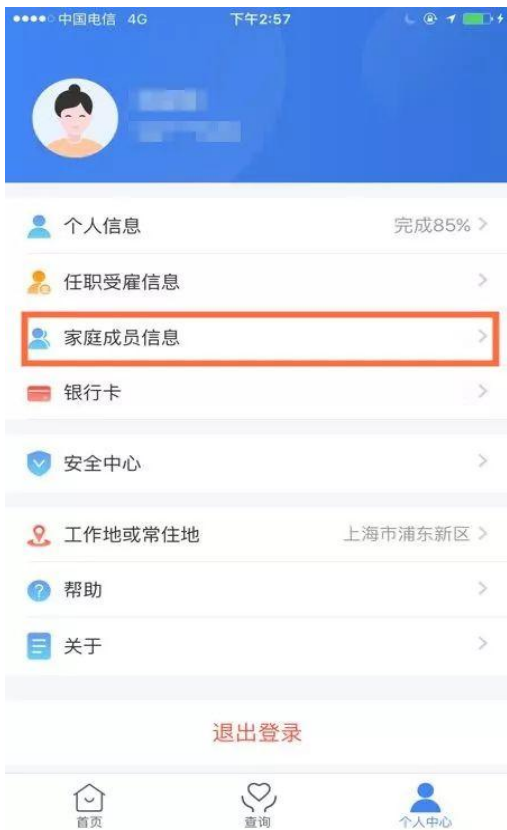 中国电信 4G 下午2:57
个人信息 完成85%
任职受雇信息
家庭成员信息
银行卡
安全中心
工作地或常住地 上海市浦东新区
帮助
关于
退出登录
首页 查询 个人中心